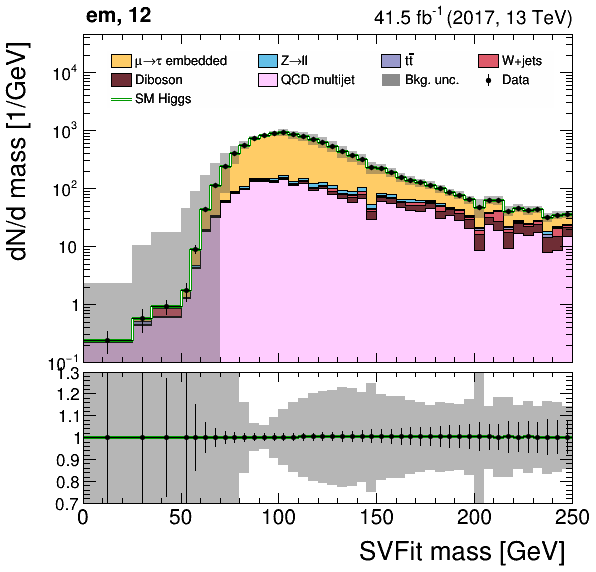 em, 12 41.5 fb⁻¹ (2017, 13 TeV)
dN/d mass [1/GeV]
μ→τ embedded Z→ll tt̄ W+jets
Diboson QCD multijet Bkg. unc. Data
SM Higgs
10⁴
10³
10²
10
1
10⁻¹
1.3
1.2
1.1
1
0.9
0.8
0.7
0 50 100 150 200 250
SVFit mass [GeV]